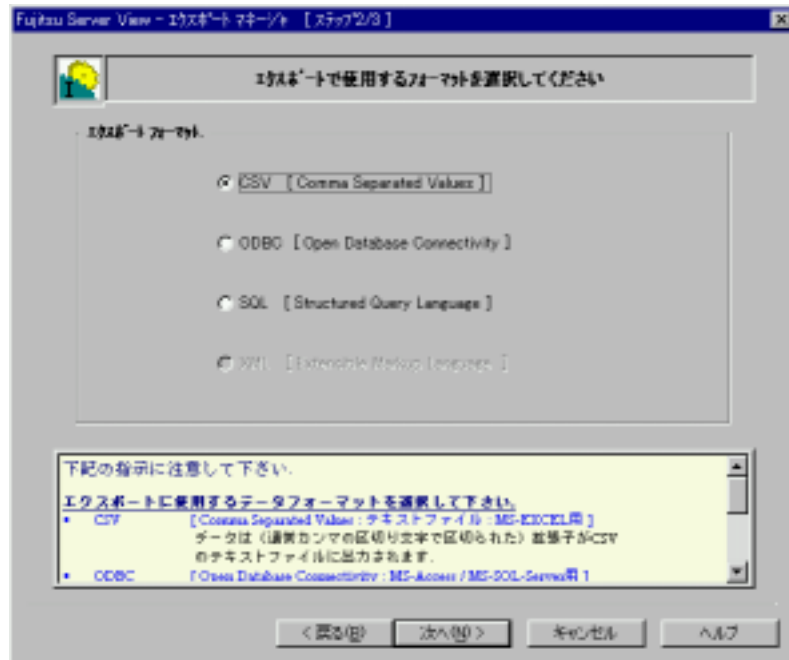 Fujitsu Server View - ｴｸｽﾎﾟｰﾄ ﾏﾈｰｼﾞｬ [ ｽﾃｯﾌﾟ2/3 ]
ｴｸｽﾎﾟｰﾄで使用するﾌｫｰﾏｯﾄを選択してください
ｴｸｽﾎﾟｰﾄ ﾌｫｰﾏｯﾄ.
CSV [ Comma Separated Values ]
ODBC [ Open Database Connectivity ]
SQL [ Structured Query Language ]
XML [ Extensible Markup Language ]
下記の指示に注意して下さい.
エクスポートに使用するデータフォーマットを選択して下さい.
• CSV [ Comma Separated Values : テキストファイル : MS-EXCEL用 ]
データは（通常カンマの区切り文字で区切られた）拡張子がCSV
のテキストファイルに出力されます.
• ODBC [ Open Database Connectivity : MS-Access / MS-SQL-Server用 ]
< 戻る(B) 次へ(N) > キャンセル ヘルプ